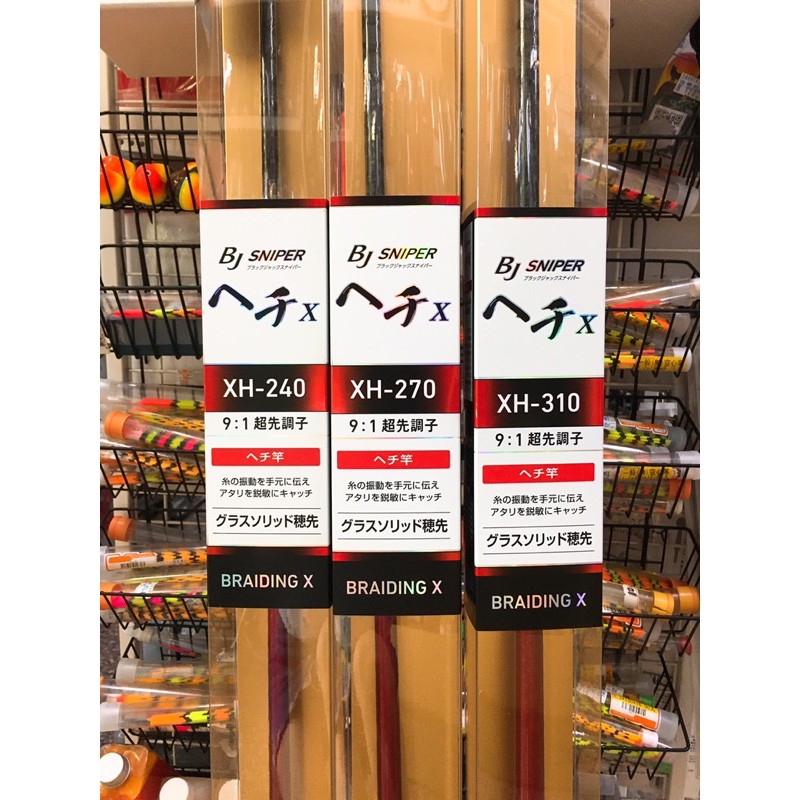 BJ SNIPER
ブラックジャックスナイパー
ヘチX
XH-240
9:1 超先調子
ヘチ竿
糸の振動を手元に伝え
アタリを鋭敏にキャッチ
グラスソリッド穂先
BRAIDING X
BJ SNIPER
ブラックジャックスナイパー
ヘチX
XH-270
9:1 超先調子
ヘチ竿
糸の振動を手元に伝え
アタリを鋭敏にキャッチ
グラスソリッド穂先
BRAIDING X
BJ SNIPER
ブラックジャックスナイパー
ヘチX
XH-310
9:1 超先調子
ヘチ竿
糸の振動を手元に伝え
アタリを鋭敏にキャッチ
グラスソリッド穂先
BRAIDING X